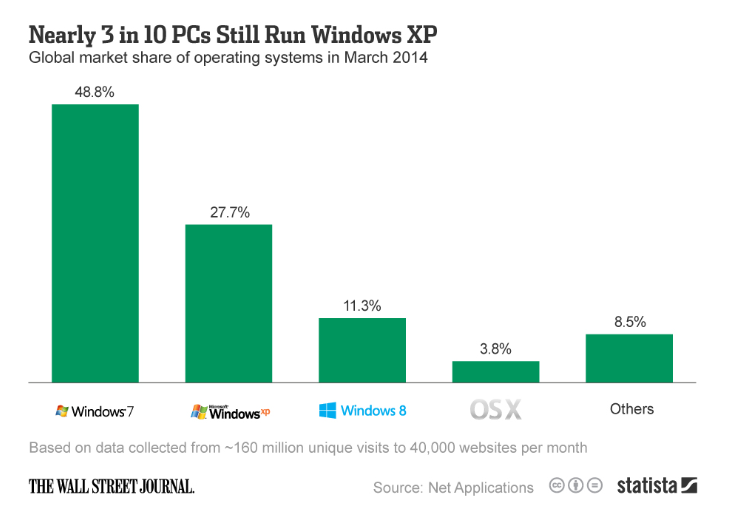 Nearly 3 in 10 PCs Still Run Windows XP
Global market share of operating systems in March 2014
48.8%
27.7%
11.3%
3.8%
8.5%
Windows 7
Microsoft
Windows xp
Windows 8
OS X
Others
Based on data collected from ~160 million unique visits to 40,000 websites per month
THE WALL STREET JOURNAL.
Source: Net Applications
cc
statista